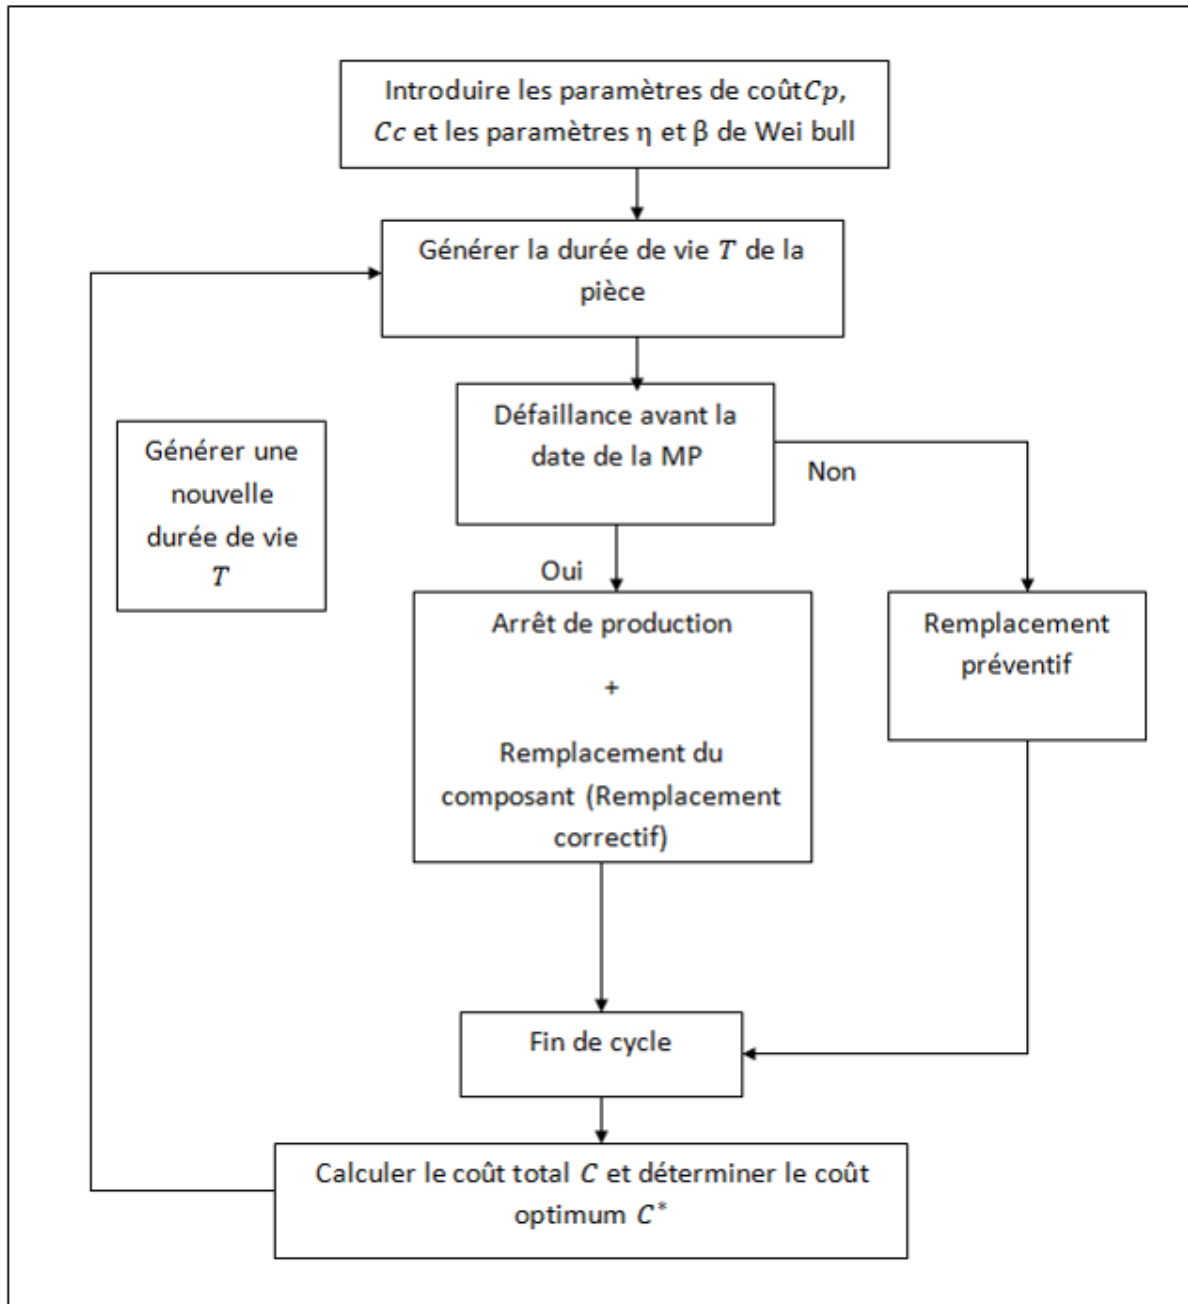 Introduire les paramètres de coûtCp,
Cc et les paramètres η et β de Wei bull
Générer la durée de vie T de la
pièce
Défaillance avant la
date de la MP
Non
Générer une
nouvelle
durée de vie
T
Oui
Arrêt de production
+
Remplacement du
composant (Remplacement
correctif)
Remplacement
préventif
Fin de cycle
Calculer le coût total C et déterminer le coût
optimum C*